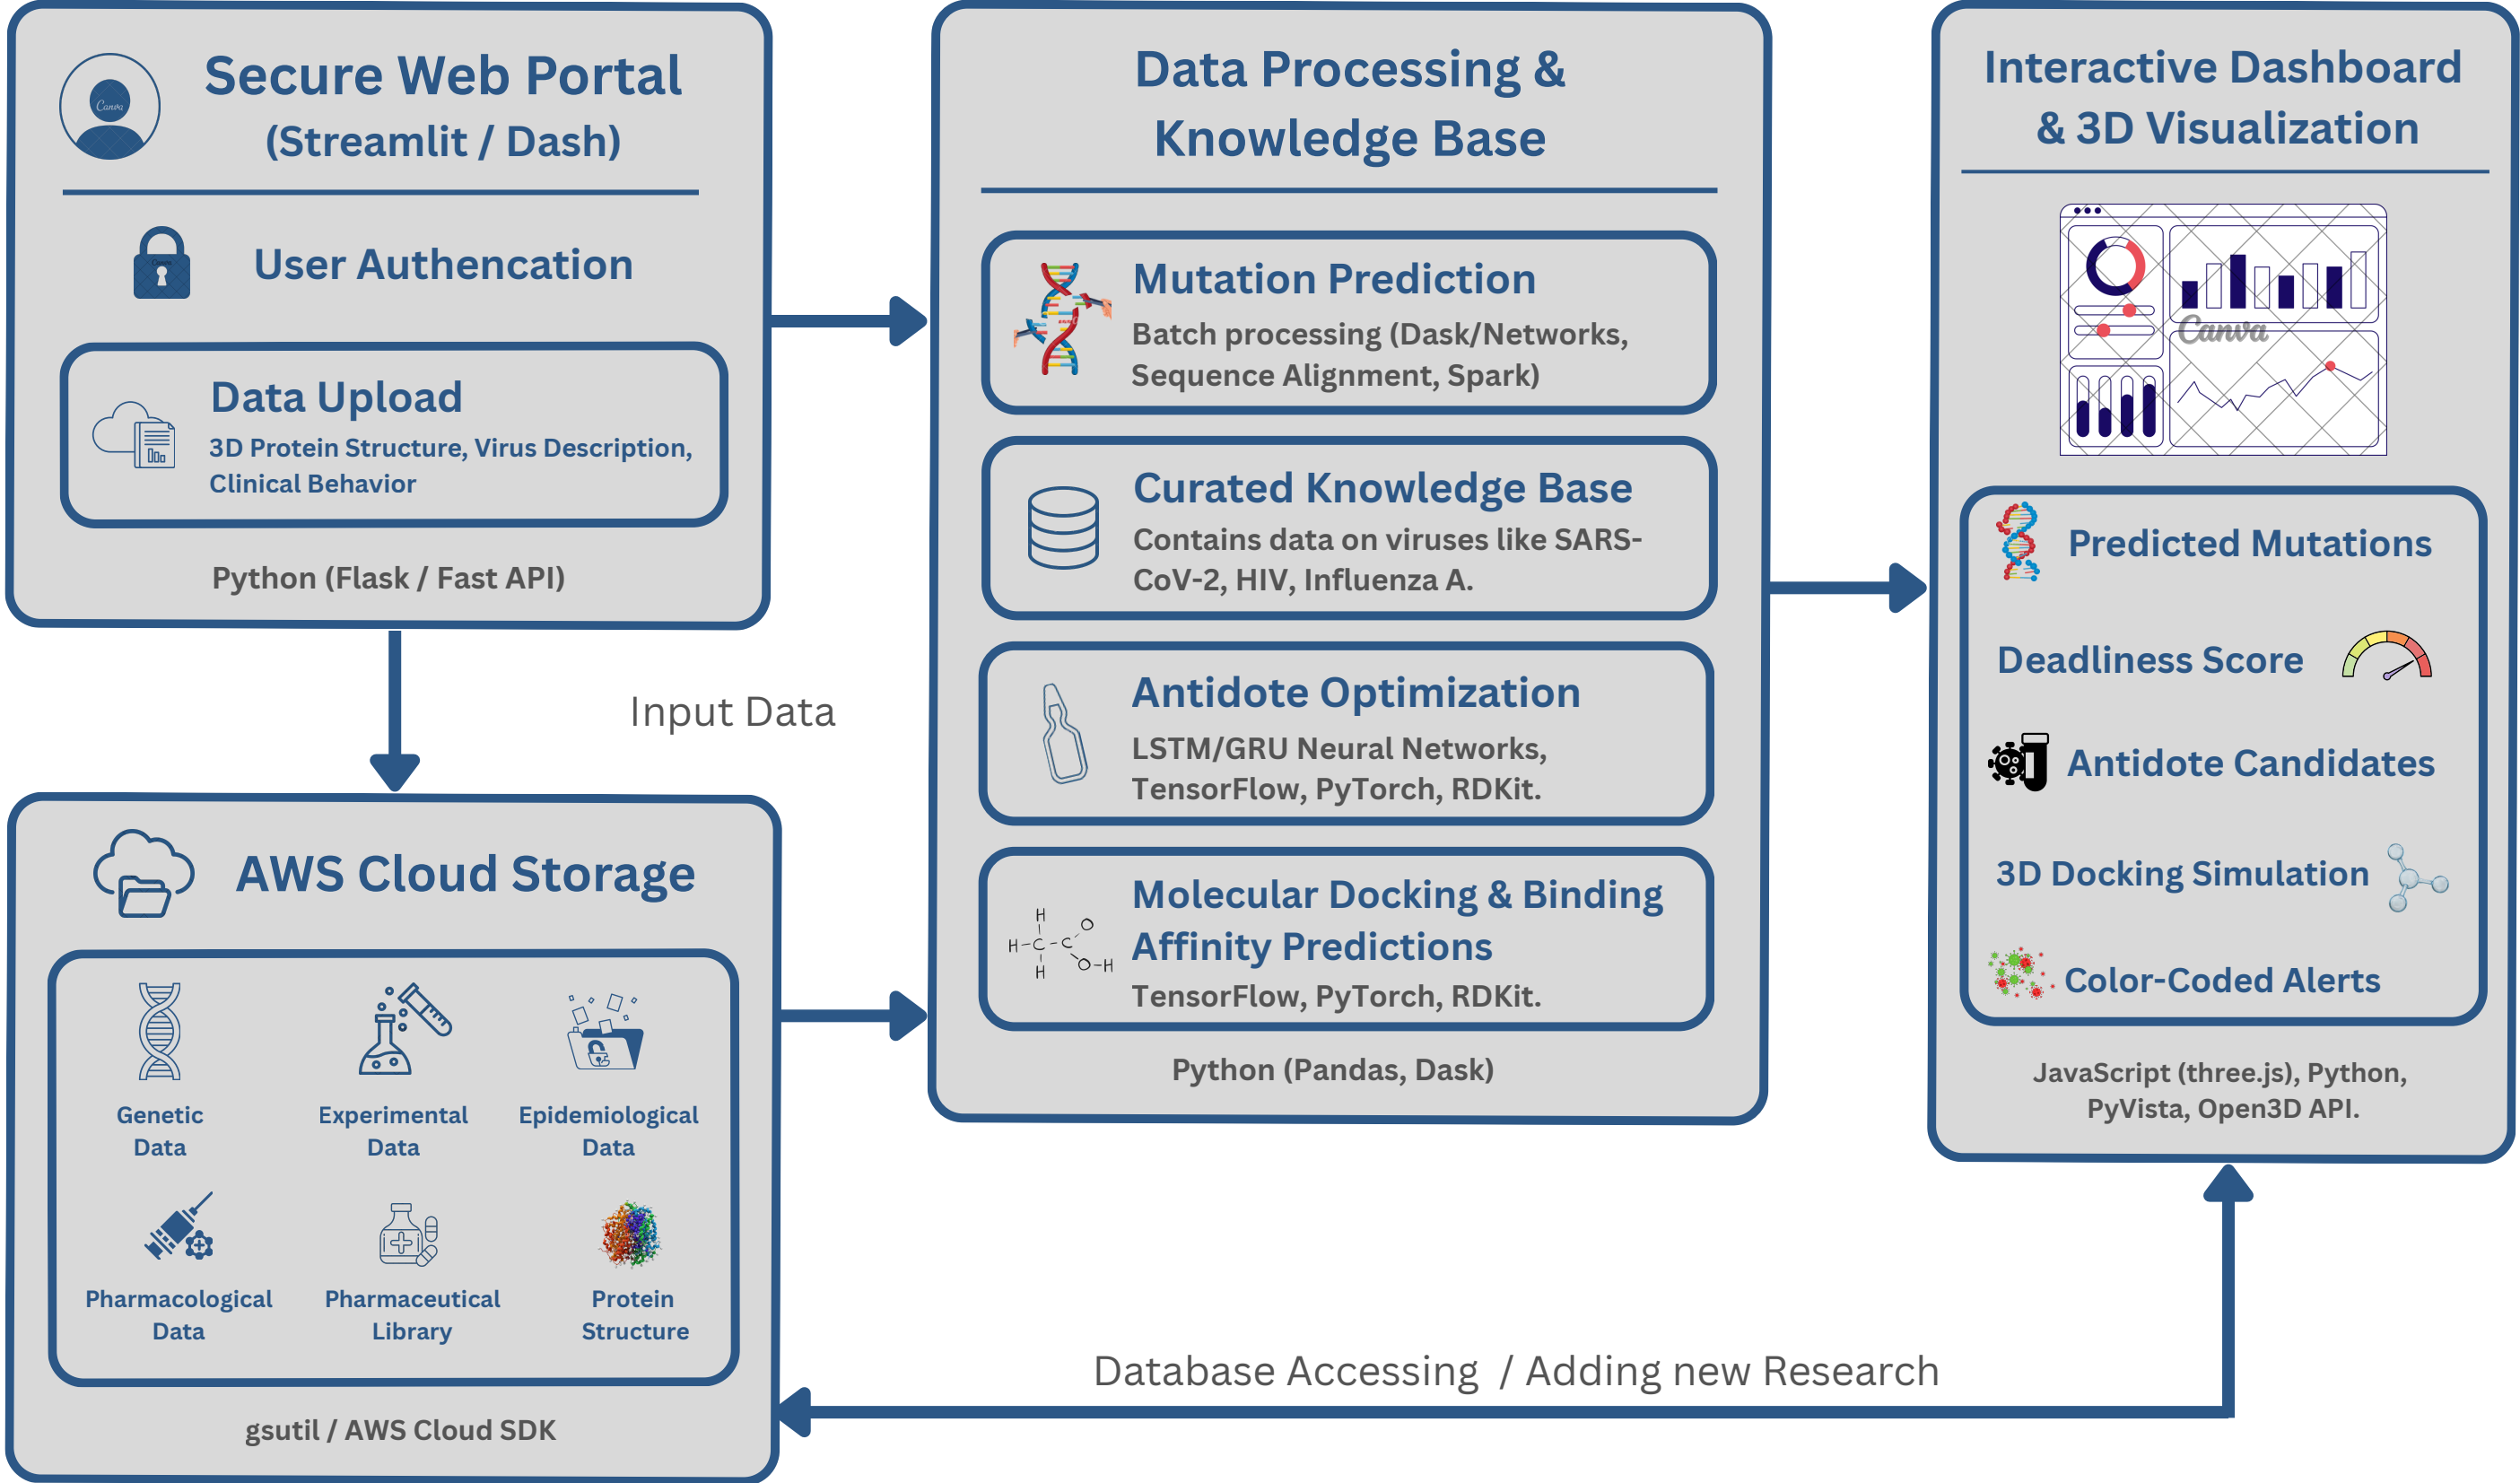 Secure Web Portal
(Streamlit / Dash)
Canva
User Authencation
Data Upload
3D Protein Structure, Virus Description,
Clinical Behavior
Python (Flask / Fast API)
Input Data
AWS Cloud Storage
Genetic
Data
Experimental
Data
Epidemiological
Data
Pharmacological
Data
Pharmaceutical
Library
Protein
Structure
gsutil / AWS Cloud SDK
Data Processing &
Knowledge Base
Mutation Prediction
Batch processing (Dask/Networks,
Sequence Alignment, Spark)
Curated Knowledge Base
Contains data on viruses like SARS-
CoV-2, HIV, Influenza A.
Antidote Optimization
LSTM/GRU Neural Networks,
TensorFlow, PyTorch, RDKit.
Molecular Docking & Binding
Affinity Predictions
TensorFlow, PyTorch, RDKit.
H
O
H-C-C
H
O-H
Python (Pandas, Dask)
Interactive Dashboard
& 3D Visualization
Canva
Predicted Mutations
Deadliness Score
Antidote Candidates
3D Docking Simulation
Color-Coded Alerts
JavaScript (three.js), Python,
PyVista, Open3D API.
Database Accessing / Adding new Research